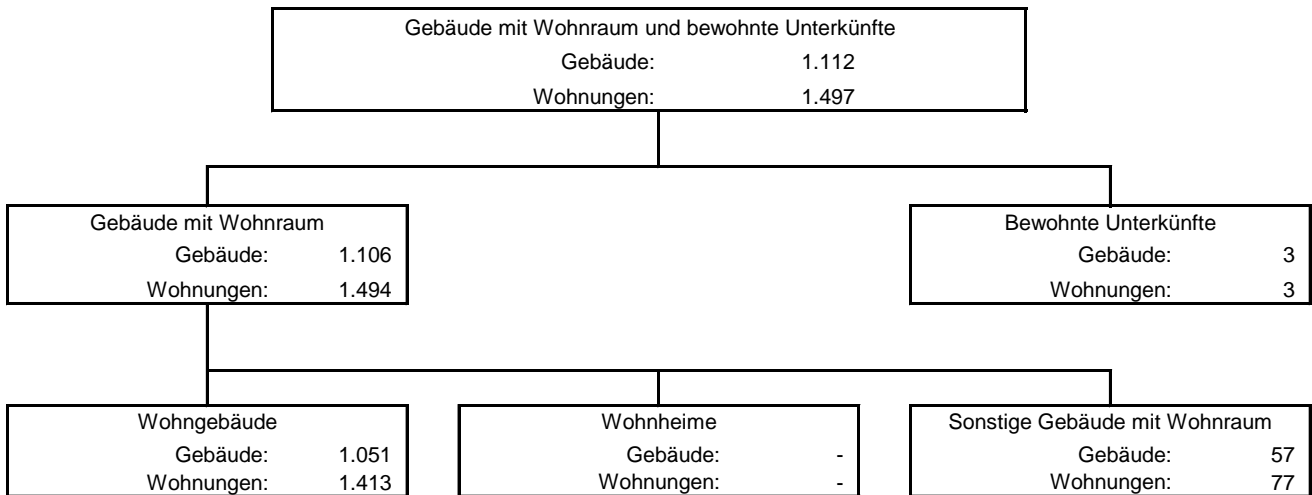 Gebäude mit Wohnraum und bewohnte Unterkünfte
Gebäude: 1.112
Wohnungen: 1.497
Gebäude mit Wohnraum
Gebäude: 1.106
Wohnungen: 1.494
Bewohnte Unterkünfte
Gebäude: 3
Wohnungen: 3
Wohngebäude
Gebäude: 1.051
Wohnungen: 1.413
Wohnheime
Gebäude: -
Wohnungen: -
Sonstige Gebäude mit Wohnraum
Gebäude: 57
Wohnungen: 77